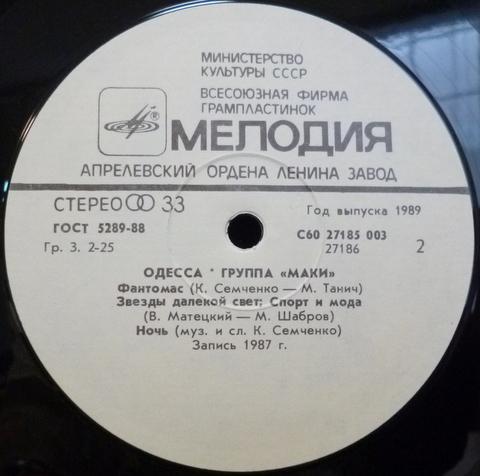 МИНИСТЕРСТВО
КУЛЬТУРЫ СССР
ВСЕСОЮЗНАЯ ФИРМА
ГРАМПЛАСТИНОК
®
МЕЛОДИЯ
АПРЕЛЕВСКИЙ ОРДЕНА ЛЕНИНА ЗАВОД
СТЕРЕО 33
Год выпуска 1989
ГОСТ 5289-88
С60 27185 003
Гр. 3. 2-25
27186
2
ОДЕССА * ГРУППА «МАКИ»
Фантомас (К. Семченко — М. Танич)
Звезды далекой свет: Спорт и мода
(В. Матецкий — М. Шабров)
Ночь (муз. и сл. К. Семченко)
Запись 1987 г.